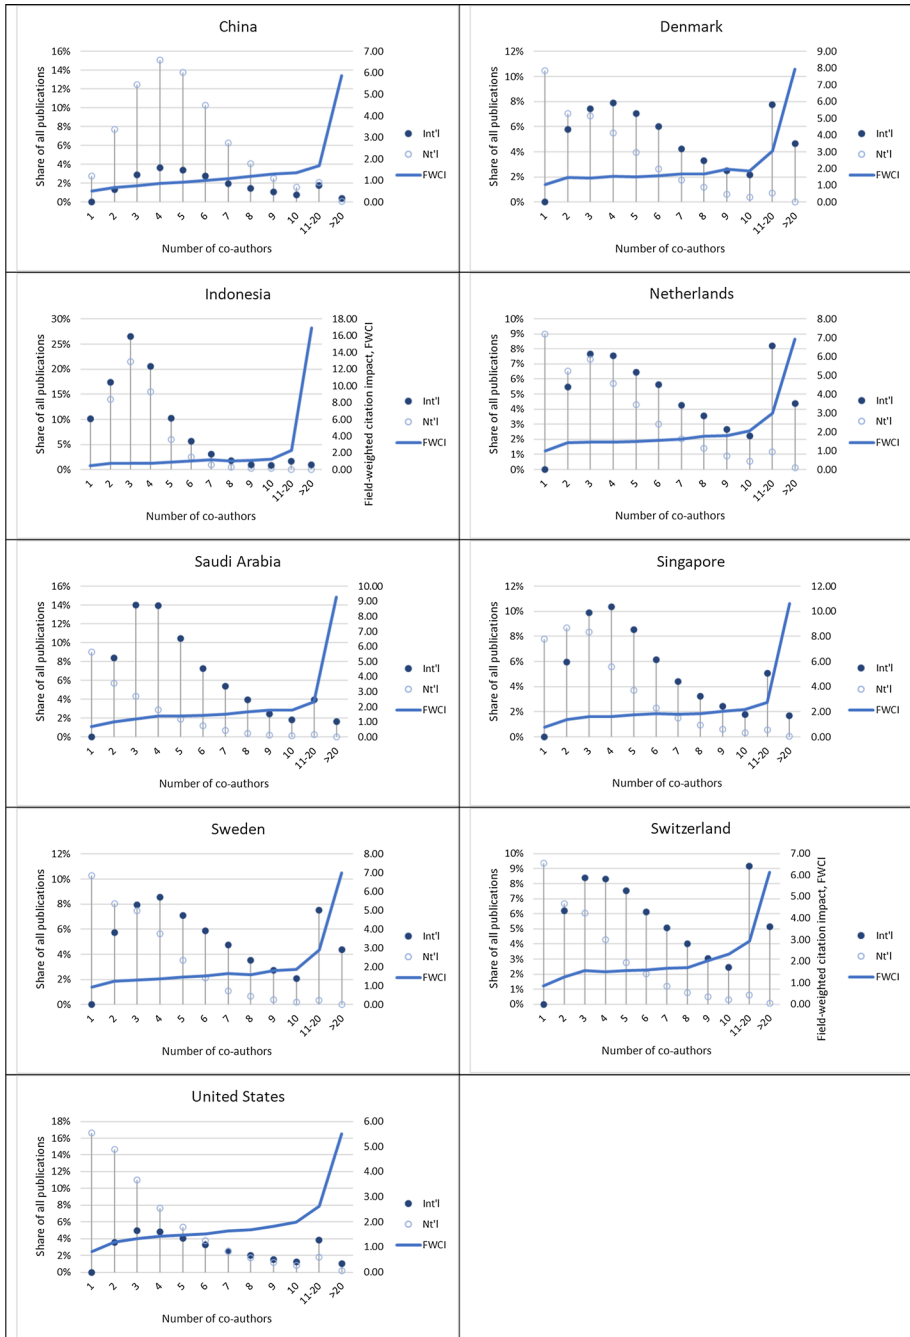 China
Share of all publications
16%
14%
12%
10%
8%
6%
4%
2%
0%
7.00
6.00
5.00
4.00
3.00
2.00
1.00
0.00
1 2 3 4 5 6 7 8 9 10 11-20 >20
Number of co-authors
Int'l
Nt'l
FWCI
Denmark
Share of all publications
12%
10%
8%
6%
4%
2%
0%
9.00
8.00
7.00
6.00
5.00
4.00
3.00
2.00
1.00
0.00
1 2 3 4 5 6 7 8 9 10 11-20 >20
Number of co-authors
Int'l
Nt'l
FWCI
Indonesia
Share of all publications
30%
25%
20%
15%
10%
5%
0%
18.00
16.00
14.00
12.00
10.00
8.00
6.00
4.00
2.00
0.00
Field-weighted citation impact, FWCI
1 2 3 4 5 6 7 8 9 10 11-20 >20
Number of co-authors
Int'l
Nt'l
FWCI
Netherlands
Share of all publications
10%
9%
8%
7%
6%
5%
4%
3%
2%
1%
0%
8.00
7.00
6.00
5.00
4.00
3.00
2.00
1.00
0.00
1 2 3 4 5 6 7 8 9 10 11-20 >20
Number of co-authors
Int'l
Nt'l
FWCI
Saudi Arabia
Share of all publications
16%
14%
12%
10%
8%
6%
4%
2%
0%
10.00
9.00
8.00
7.00
6.00
5.00
4.00
3.00
2.00
1.00
0.00
1 2 3 4 5 6 7 8 9 10 11-20 >20
Number of co-authors
Int'l
Nt'l
FWCI
Singapore
Share of all publications
12%
10%
8%
6%
4%
2%
0%
12.00
10.00
8.00
6.00
4.00
2.00
0.00
1 2 3 4 5 6 7 8 9 10 11-20 >20
Number of co-authors
Int'l
Nt'l
FWCI
Sweden
Share of all publications
12%
10%
8%
6%
4%
2%
0%
8.00
7.00
6.00
5.00
4.00
3.00
2.00
1.00
0.00
1 2 3 4 5 6 7 8 9 10 11-20 >20
Number of co-authors
Int'l
Nt'l
FWCI
Switzerland
Share of all publications
10%
9%
8%
7%
6%
5%
4%
3%
2%
1%
0%
7.00
6.00
5.00
4.00
3.00
2.00
1.00
0.00
Field-weighted citation impact, FWCI
1 2 3 4 5 6 7 8 9 10 11-20 >20
Number of co-authors
Int'l
Nt'l
FWCI
United States
Share of all publications
18%
16%
14%
12%
10%
8%
6%
4%
2%
0%
6.00
5.00
4.00
3.00
2.00
1.00
0.00
1 2 3 4 5 6 7 8 9 10 11-20 >20
Number of co-authors
Int'l
Nt'l
FWCI